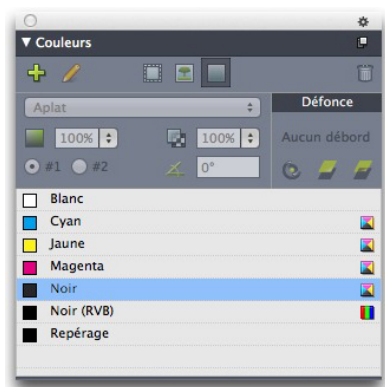 Couleurs
Aplat
Défonce
100%
100%
Aucun débord
#1
#2
0°
Blanc
Cyan
Jaune
Magenta
Noir
Noir (RVB)
Repérage